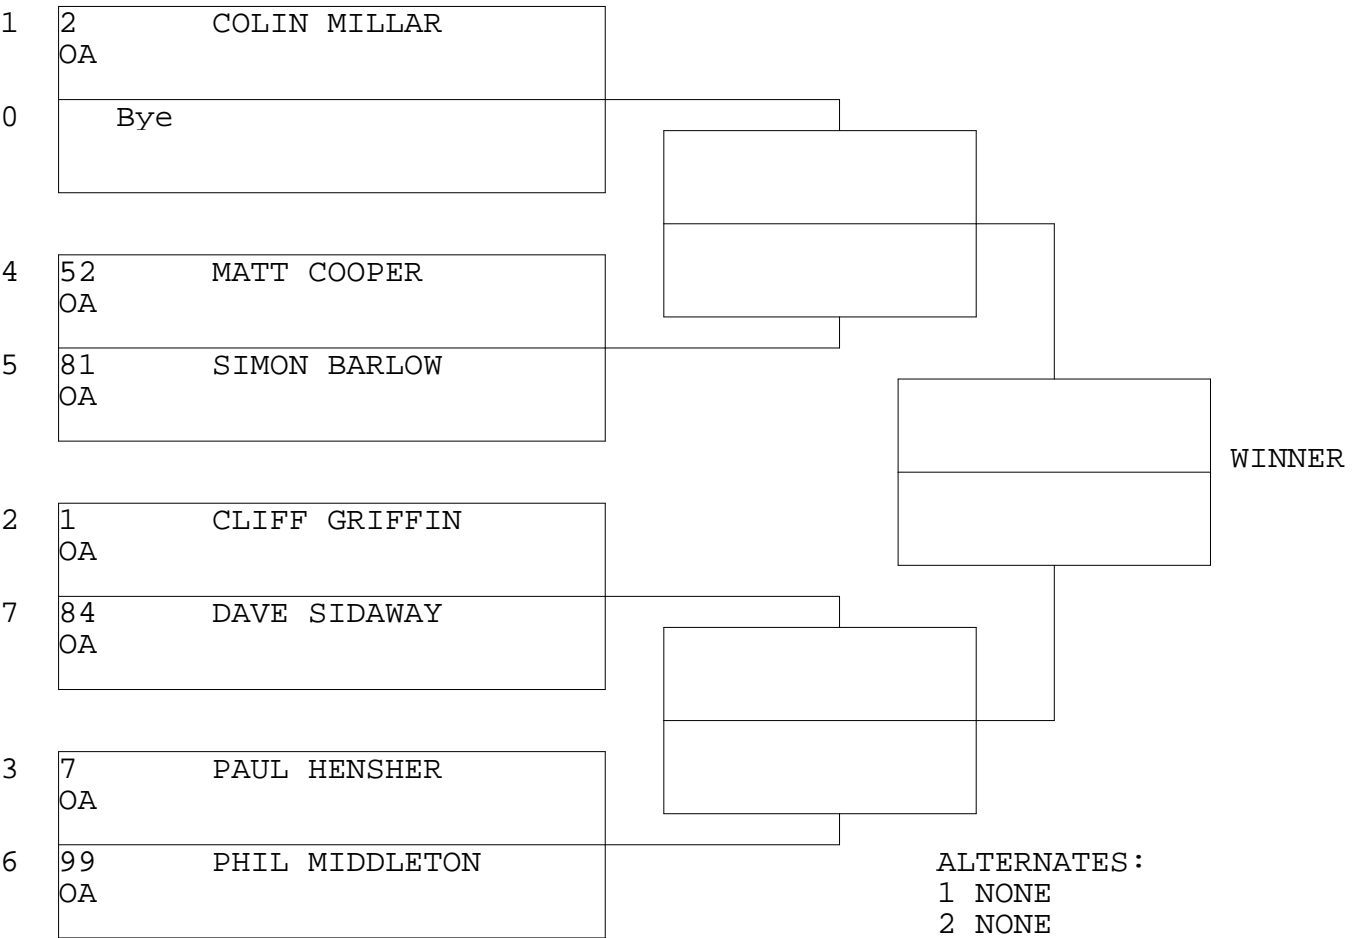 1 2 COLIN MILLAR
OA
0 Bye
4 52 MATT COOPER
OA
5 81 SIMON BARLOW
OA
WINNER
2 1 CLIFF GRIFFIN
OA
7 84 DAVE SIDAWAY
OA
3 7 PAUL HENSHER
OA
6 99 PHIL MIDDLETON
OA
ALTERNATES:
1 NONE
2 NONE